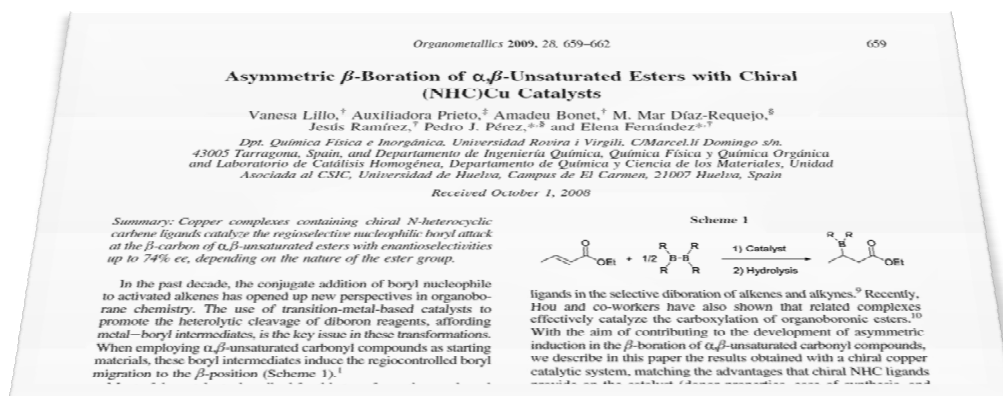 Organometallics 2009, 28, 659–662
659
Asymmetric β-Boration of α,β-Unsaturated Esters with Chiral
(NHC)Cu Catalysts
Vanesa Lillo,† Auxiliadora Prieto,‡ Amadeu Bonet,† M. Mar Díaz-Requejo,§
Jesús Ramírez,† Pedro J. Pérez,*,§ and Elena Fernández*,†
Dpt. Química Física e Inorgánica, Universidad Rovira i Virgili, C/Marcel.lí Domingo s/n.
43005 Tarragona, Spain, and Departamento de Ingeniería Química, Química Física y Química Orgánica
and Laboratorio de Catálisis Homogénea, Departamento de Química y Ciencia de los Materiales, Unidad
Asociada al CSIC, Universidad de Huelva, Campus de El Carmen, 21007 Huelva, Spain
Received October 1, 2008
Summary: Copper complexes containing chiral N-heterocyclic
carbene ligands catalyze the regioselective nucleophilic boryl attack
at the β-carbon of α,β-unsaturated esters with enantioselectivities
up to 74% ee, depending on the nature of the ester group.
In the past decade, the conjugate addition of boryl nucleophile
to activated alkenes has opened up new perspectives in organobo-
rane chemistry. The use of transition-metal-based catalysts to
promote the heterolytic cleavage of diboron reagents, affording
metal–boryl intermediates, is the key issue in these transformations.
When employing α,β-unsaturated carbonyl compounds as starting
materials, these boryl intermediates induce the regiocontrolled boryl
migration to the β-position (Scheme 1).1
Scheme 1
O
OEt
+ 1/2
R R
B-B
R R
1) Catalyst
2) Hydrolysis
R R
B O
OEt
ligands in the selective diboration of alkenes and alkynes.9 Recently,
Hou and co-workers have also shown that related complexes
effectively catalyze the carboxylation of organoboronic esters.10
With the aim of contributing to the development of asymmetric
induction in the β-boration of α,β-unsaturated carbonyl compounds,
we describe in this paper the results obtained with a chiral copper
catalytic system, matching the advantages that chiral NHC ligands